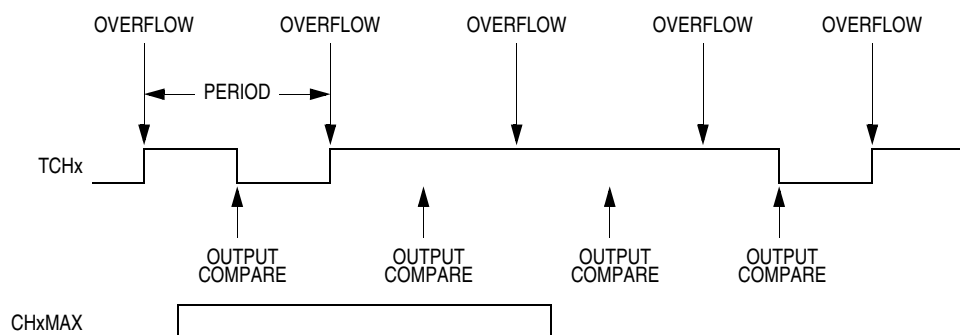 OVERFLOW OVERFLOW OVERFLOW OVERFLOW OVERFLOW
PERIOD
TCHx
OUTPUT COMPARE
OUTPUT COMPARE
OUTPUT COMPARE
OUTPUT COMPARE
CHxMAX